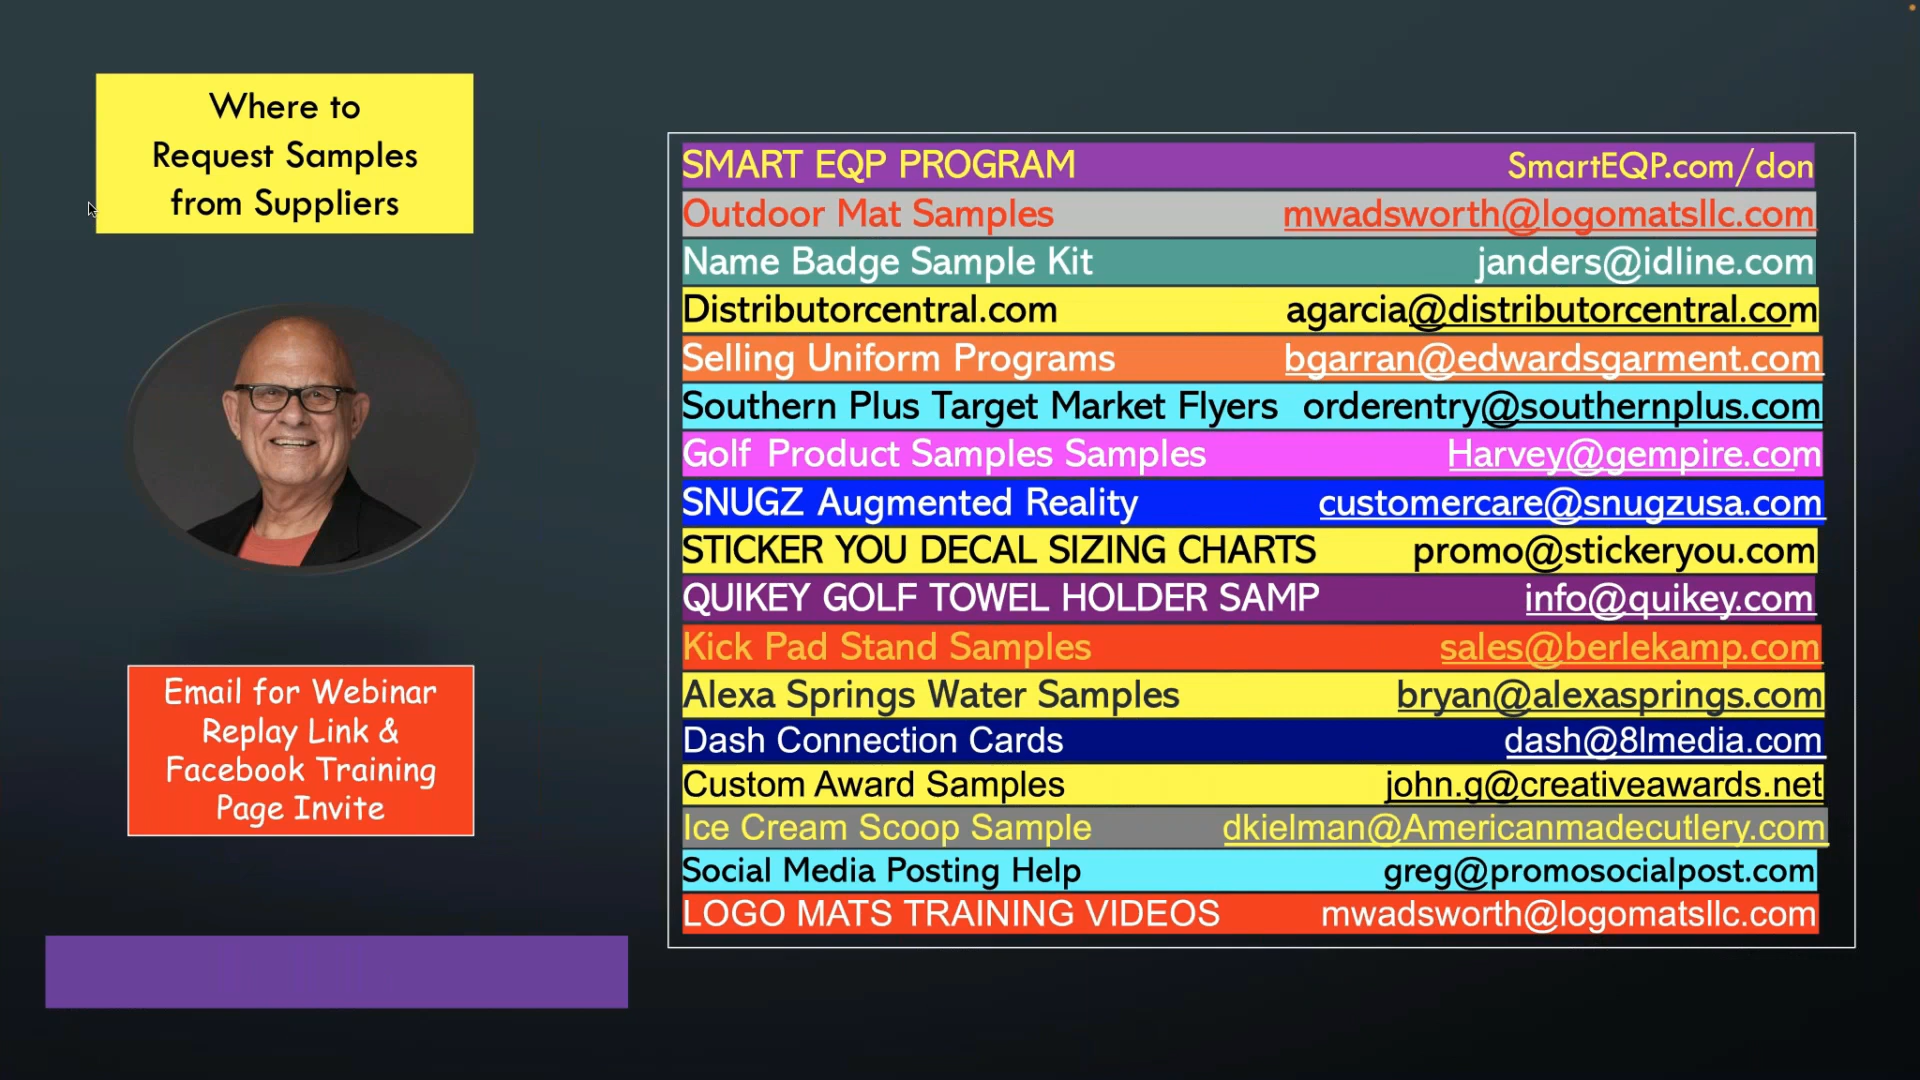 Where to
Request Samples
from Suppliers
Email for Webinar
Replay Link &
Facebook Training
Page Invite
SMART EQP PROGRAM SmartEQP.com/don
Outdoor Mat Samples mwadsworth@logomatsllc.com
Name Badge Sample Kit janders@idline.com
Distributorcentral.com agarcia@distributorcentral.com
Selling Uniform Programs bgarran@edwardsgarment.com
Southern Plus Target Market Flyers orderentry@southernplus.com
Golf Product Samples Samples Harvey@gempire.com
SNUGZ Augmented Reality customercare@snugzusa.com
STICKER YOU DECAL SIZING CHARTS promo@stickeryou.com
QUIKEY GOLF TOWEL HOLDER SAMP info@quikey.com
Kick Pad Stand Samples sales@berlekamp.com
Alexa Springs Water Samples bryan@alexasprings.com
Dash Connection Cards dash@8lmedia.com
Custom Award Samples john.g@creativeawards.net
Ice Cream Scoop Sample dkielman@Americanmadecutlery.com
Social Media Posting Help greg@promosocialpost.com
LOGO MATS TRAINING VIDEOS mwadsworth@logomatsllc.com